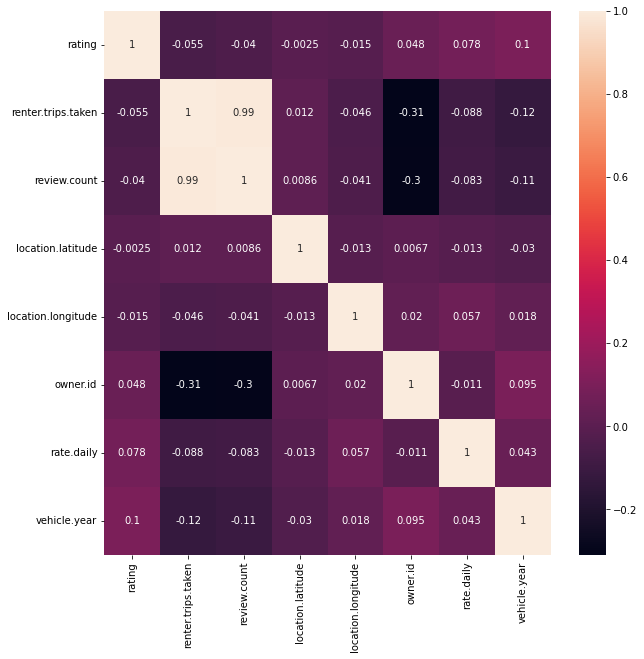 rating 1 -0.055 -0.04 -0.0025 -0.015 0.048 0.078 0.1
renter.trips.taken -0.055 1 0.99 0.012 -0.046 -0.31 -0.088 -0.12
review.count -0.04 0.99 1 0.0086 -0.041 -0.3 -0.083 -0.11
location.latitude -0.0025 0.012 0.0086 1 -0.013 0.0067 -0.013 -0.03
location.longitude -0.015 -0.046 -0.041 -0.013 1 0.02 0.057 0.018
owner.id 0.048 -0.31 -0.3 0.0067 0.02 1 -0.011 0.095
rate.daily 0.078 -0.088 -0.083 -0.013 0.057 -0.011 1 0.043
vehicle.year 0.1 -0.12 -0.11 -0.03 0.018 0.095 0.043 1
rating
renter.trips.taken
review.count
location.latitude
location.longitude
owner.id
rate.daily
vehicle.year
1.0
0.8
0.6
0.4
0.2
0.0
−0.2